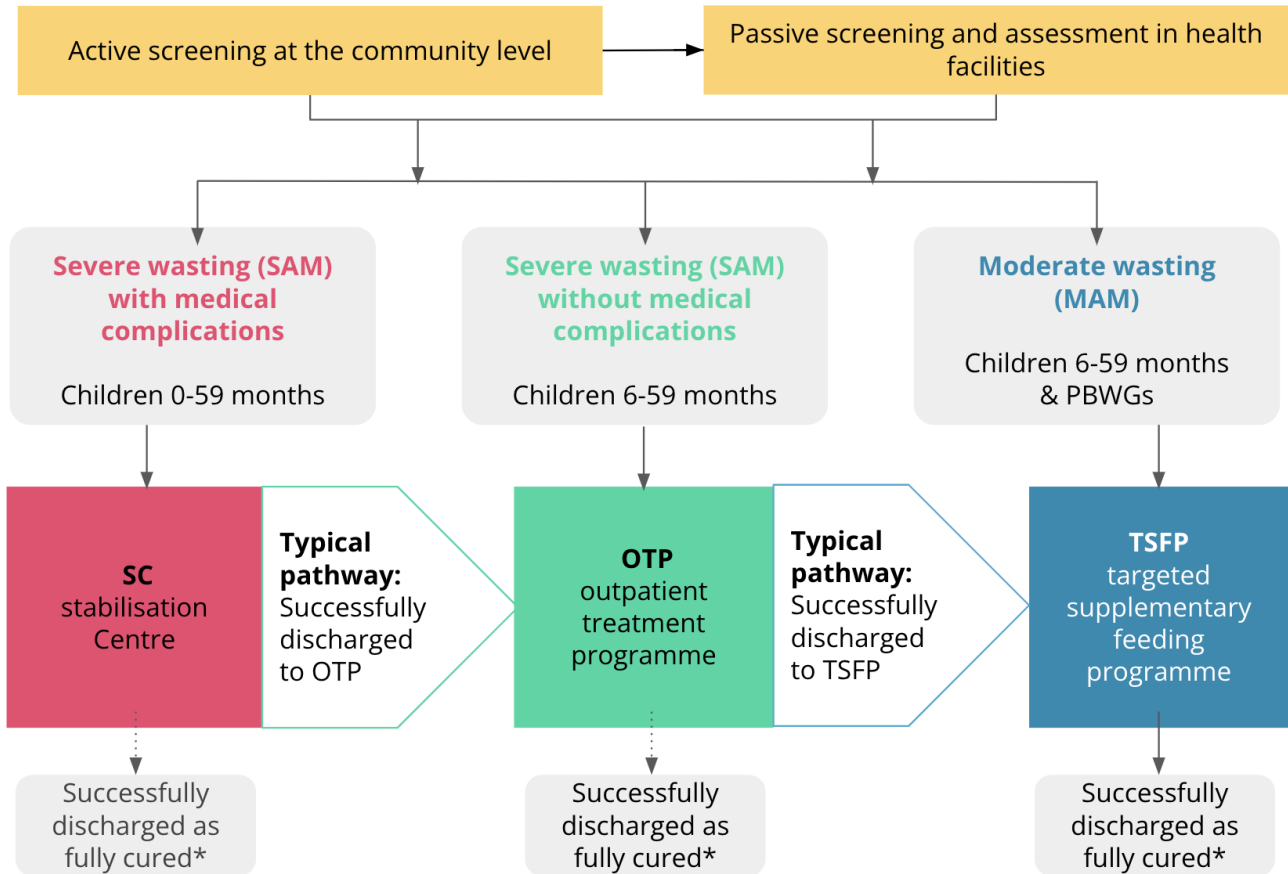 Active screening at the community level
Passive screening and assessment in health
facilities
Severe wasting (SAM)
with medical
complications
Children 0-59 months
Severe wasting (SAM)
without medical
complications
Children 6-59 months
Moderate wasting
(MAM)
Children 6-59 months
& PBWGs
SC
stabilisation
Centre
Typical
pathway:
Successfully
discharged
to OTP
OTP
outpatient
treatment
programme
Typical
pathway:
Successfully
discharged
to TSFP
TSFP
targeted
supplementary
feeding
programme
Successfully
discharged as
fully cured*
Successfully
discharged as
fully cured*
Successfully
discharged as
fully cured*